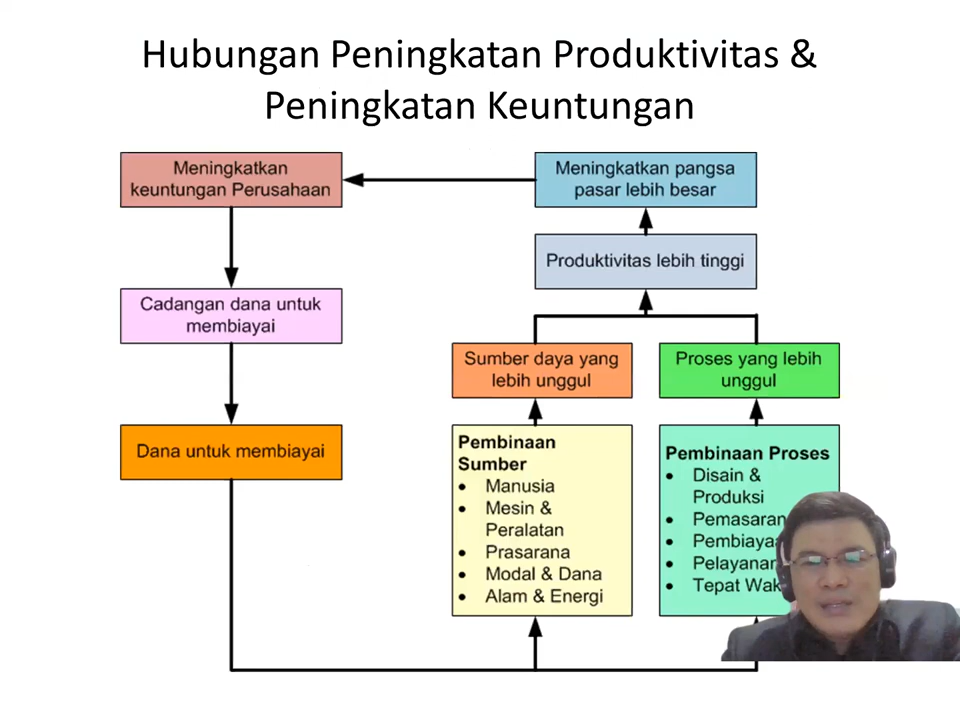 Hubungan Peningkatan Produktivitas &
Peningkatan Keuntungan
Meningkatkan
keuntungan Perusahaan
Meningkatkan pangsa
pasar lebih besar
Produktivitas lebih tinggi
Cadangan dana untuk
membiayai
Sumber daya yang
lebih unggul
Proses yang lebih
unggul
Dana untuk membiayai
Pembinaan
Sumber
• Manusia
• Mesin &
Peralatan
• Prasarana
• Modal & Dana
• Alam & Energi
Pembinaan Proses
• Disain &
Produksi
• Pemasaran
•
•
• Tepat